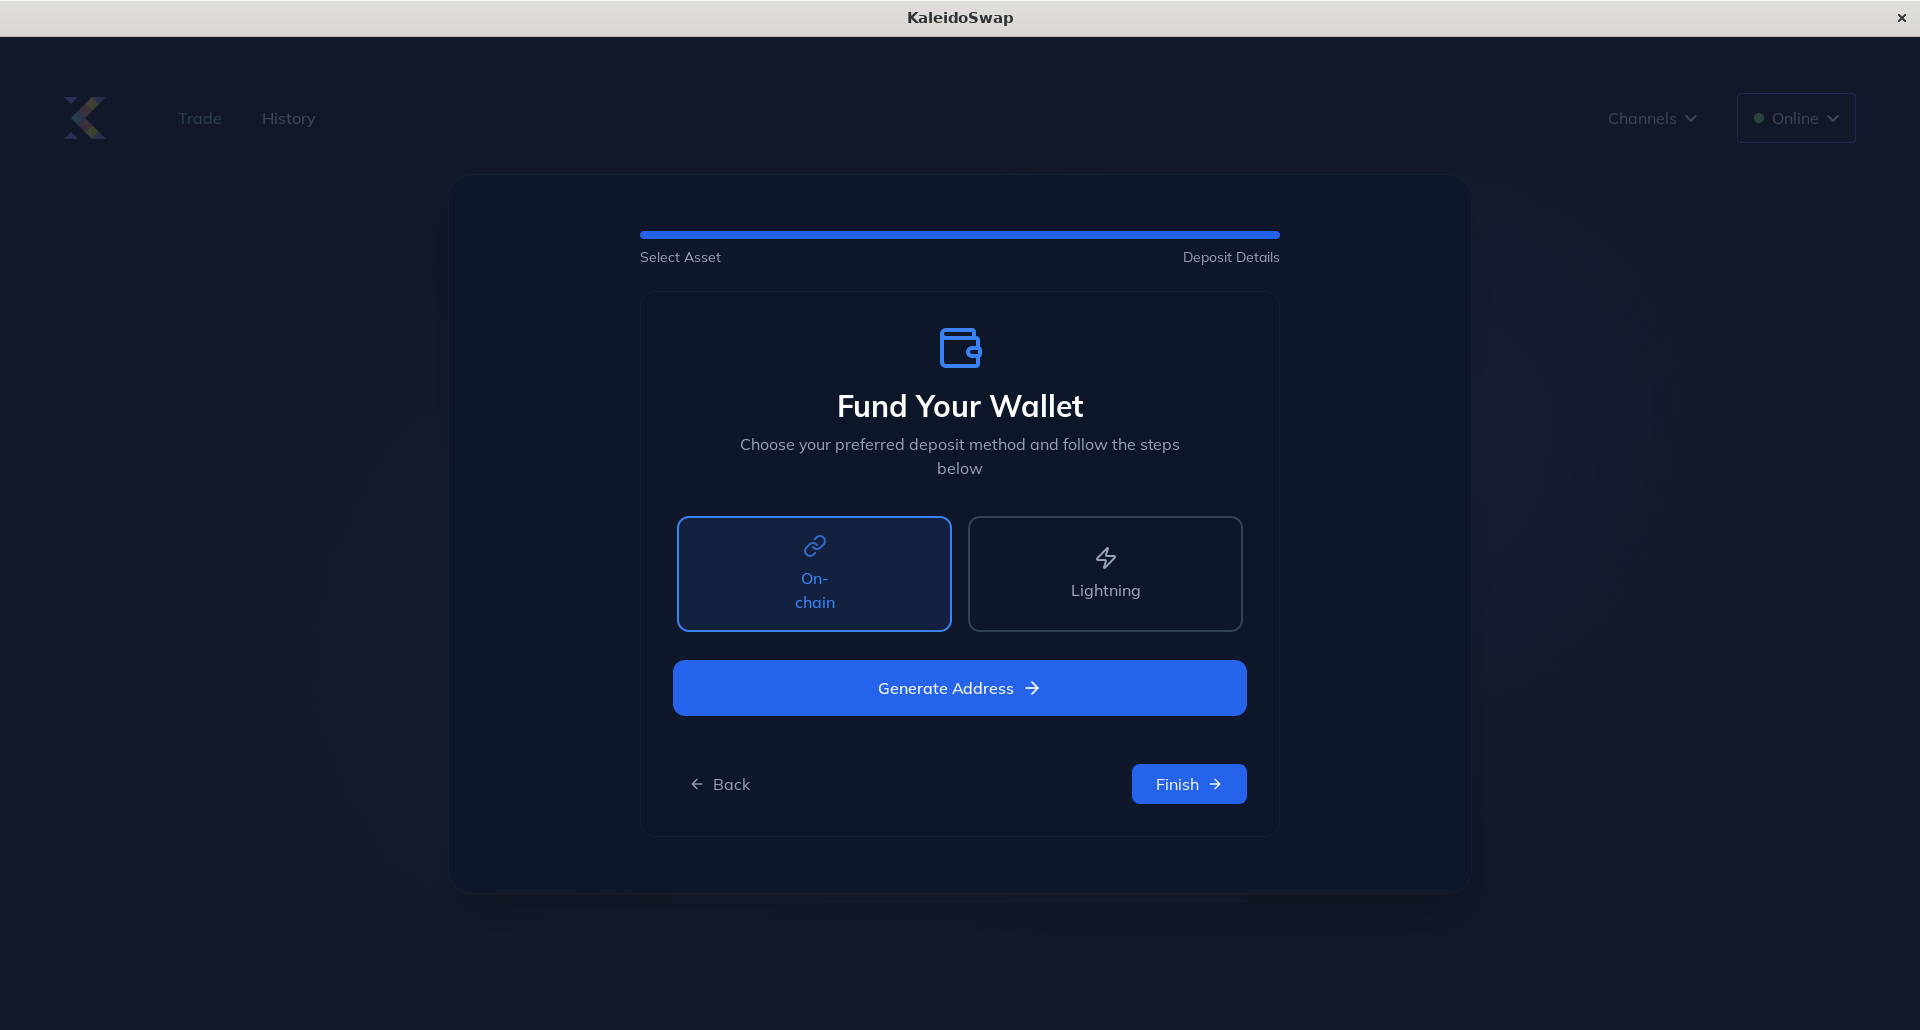 KaleidoSwap
Trade
History
Channels
Online
Select Asset
Deposit Details
Fund Your Wallet
Choose your preferred deposit method and follow the steps
below
On-
chain
Lightning
Generate Address
Back
Finish